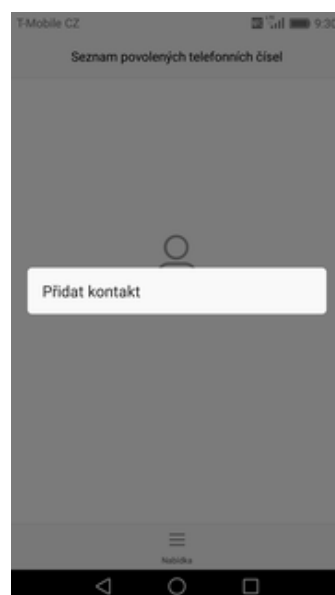 T-Mobile CZ 9:30
Seznam povolených telefonních čísel
Přidat kontakt
Nabídka